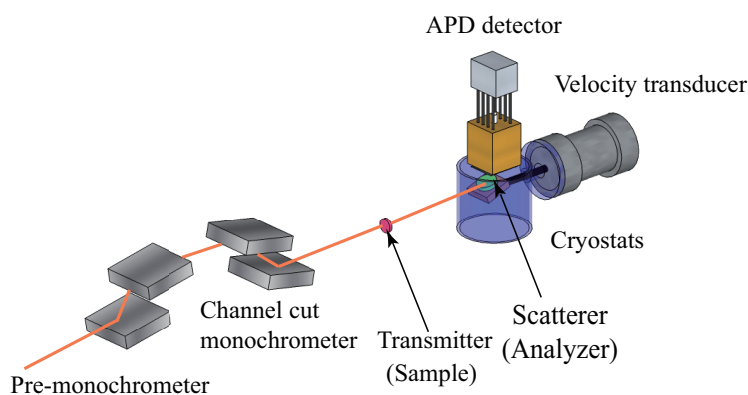 APD detector
Velocity transducer
Cryostats
Scatterer
(Analyzer)
Transmitter
(Sample)
Channel cut
monochrometer
Pre-monochrometer